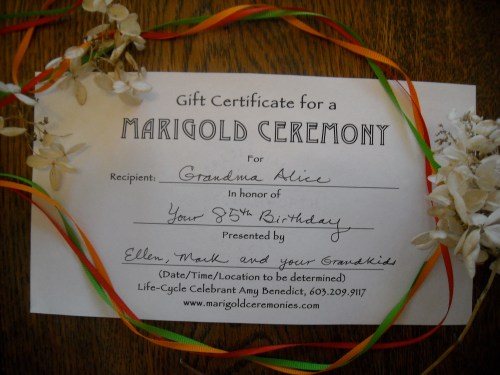 Gift Certificate for a
MARIGOLD CEREMONY
For
Recipient: Grandma Alice
In honor of
Your 85th Birthday
Presented by
Ellen, Mark and your Grandkids
(Date/Time/Location to be determined)
Life-Cycle Celebrant Amy Benedict, 603.209.9117
www.marigoldceremonies.com